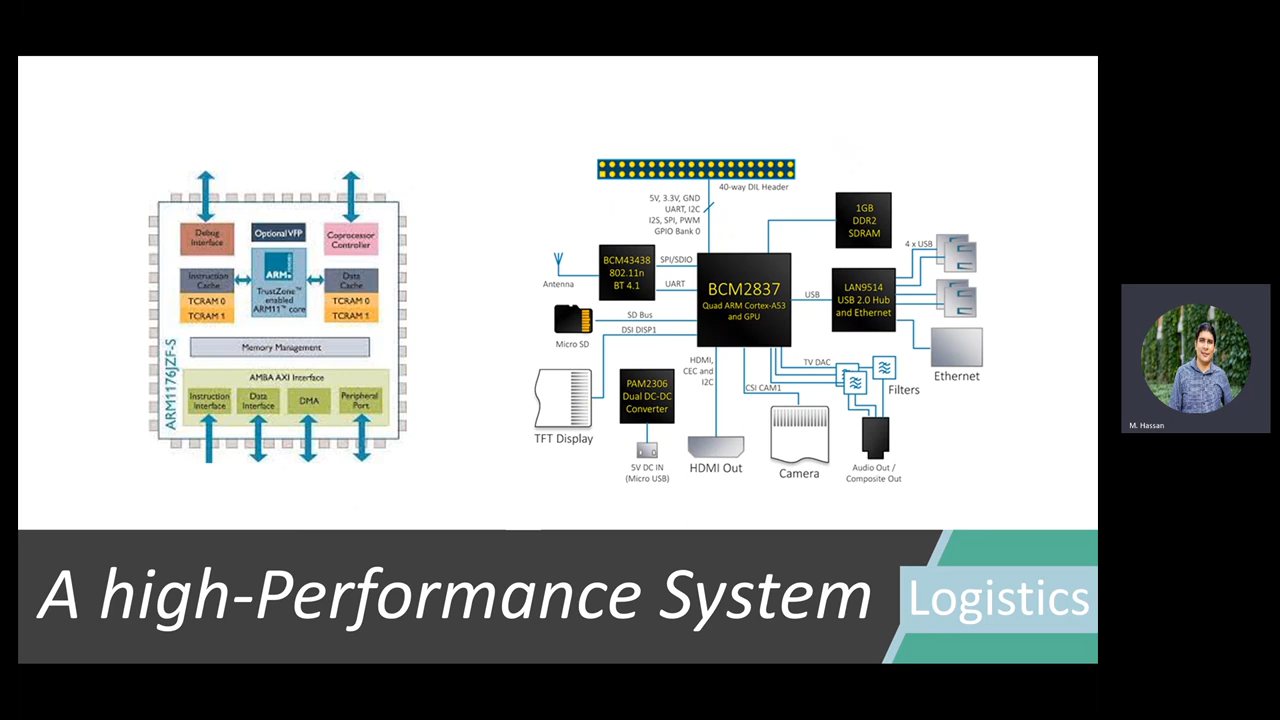 Debug
Interface
Optional VFP
Coprocessor
Controller
ARM
Instruction
Cache
TrustZone™
enabled
ARM11™ core
Data
Cache
TCRAM 0
TCRAM 1
TCRAM 0
TCRAM 1
Memory Management
AMBA AXI Interface
Instruction
Interface
Data
Interface
DMA
Peripheral
Port
ARM1176JZF-S
40-way DIL Header
5V, 3.3V, GND
UART, I2C
I2S, SPI, PWM
GPIO Bank 0
1GB
DDR2
SDRAM
Antenna
BCM43438
802.11n
BT 4.1
SPI/SDIO
UART
BCM2837
Quad ARM Cortex-A53
and GPU
USB
LAN9514
USB 2.0 Hub
and Ethernet
4 x USB
Micro SD
SD Bus
DSI DISP1
TFT Display
PAM2306
Dual DC-DC
Converter
5V DC IN
(Micro USB)
HDMI,
CEC and
I2C
HDMI Out
CSI CAM1
Camera
TV DAC
Filters
Ethernet
Audio Out /
Composite Out
A high-Performance System
Logistics
M. Hassan